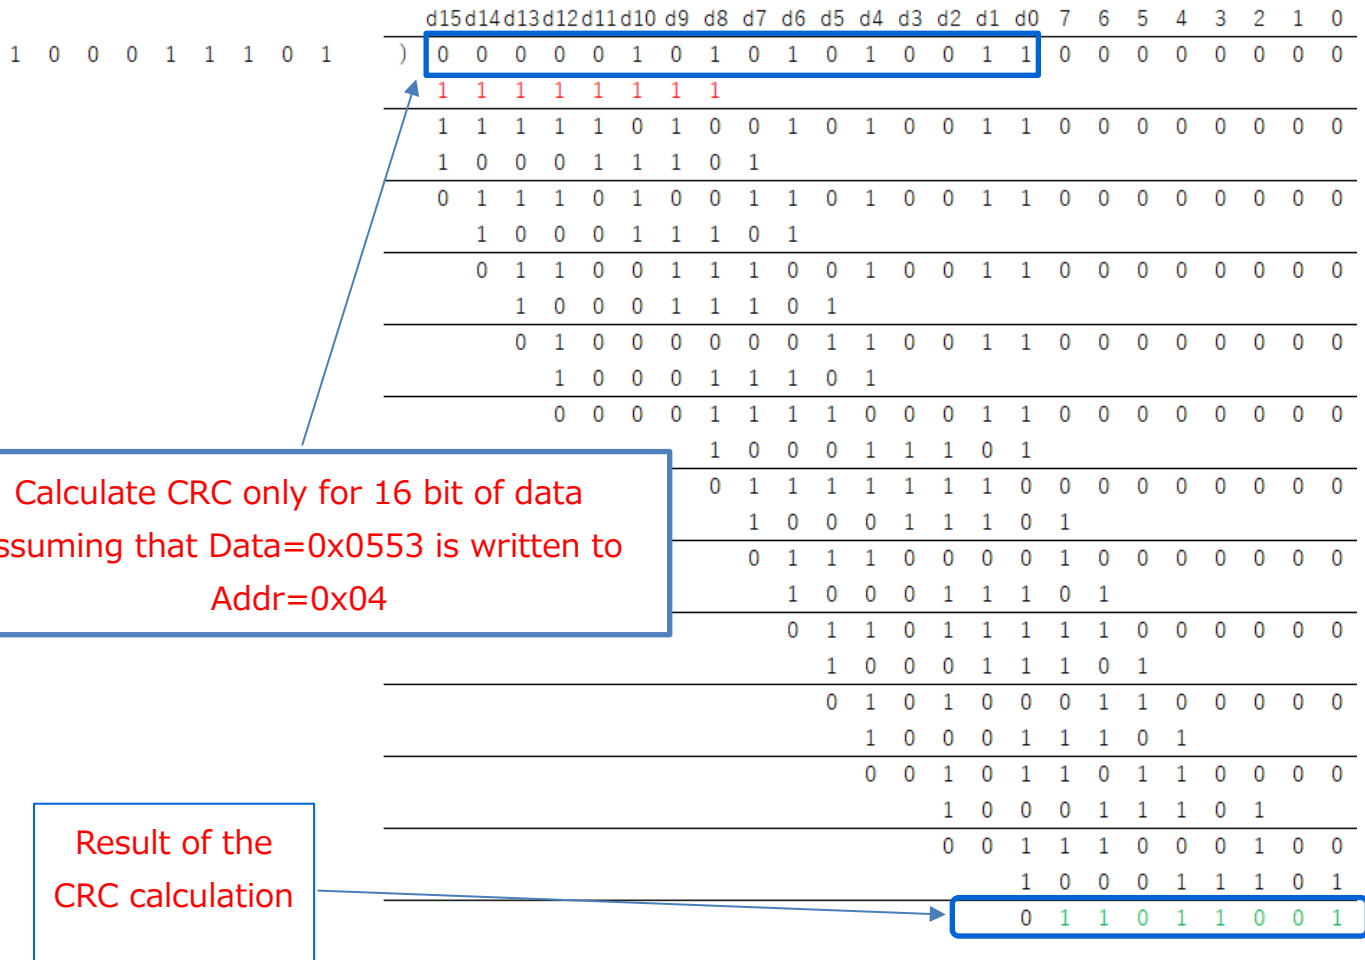 d15 d14 d13 d12 d11 d10 d9 d8 d7 d6 d5 d4 d3 d2 d1 d0 7 6 5 4 3 2 1 0
1 0 0 0 1 1 1 0 1 ) 0 0 0 0 0 1 0 1 0 1 0 1 0 0 1 1 0 0 0 0 0 0 0 0
1 1 1 1 1 1 1 1
1 1 1 1 1 0 1 0 0 1 0 1 0 0 1 1 0 0 0 0 0 0 0 0
1 0 0 0 1 1 1 0 1
0 1 1 1 0 1 0 0 1 1 0 1 0 0 1 1 0 0 0 0 0 0 0 0
1 0 0 0 1 1 1 0 1
0 1 1 0 0 1 1 1 0 0 1 0 0 1 1 0 0 0 0 0 0 0 0
1 0 0 0 1 1 1 0 1
0 1 0 0 0 0 0 0 1 1 0 0 1 1 0 0 0 0 0 0 0 0
1 0 0 0 1 1 1 0 1
0 0 0 0 1 1 1 1 0 0 0 1 1 0 0 0 0 0 0 0 0
1 0 0 0 1 1 1 0 1
0 1 1 1 1 1 1 1 0 0 0 0 0 0 0 0 0
1 0 0 0 1 1 1 0 1
0 1 1 1 0 0 0 0 1 0 0 0 0 0 0 0
1 0 0 0 1 1 1 0 1
0 1 1 0 1 1 1 1 1 0 0 0 0 0 0
1 0 0 0 1 1 1 0 1
0 1 0 1 0 0 0 1 1 0 0 0 0 0
1 0 0 0 1 1 1 0 1
0 0 1 0 1 1 0 1 1 0 0 0 0
1 0 0 0 1 1 1 0 1
0 0 1 1 1 0 0 0 1 0 0
1 0 0 0 1 1 1 0 1
0 1 1 0 1 1 0 0 1
Calculate CRC only for 16 bit of data
ssuming that Data=0x0553 is written to
Addr=0x04
Result of the
CRC calculation